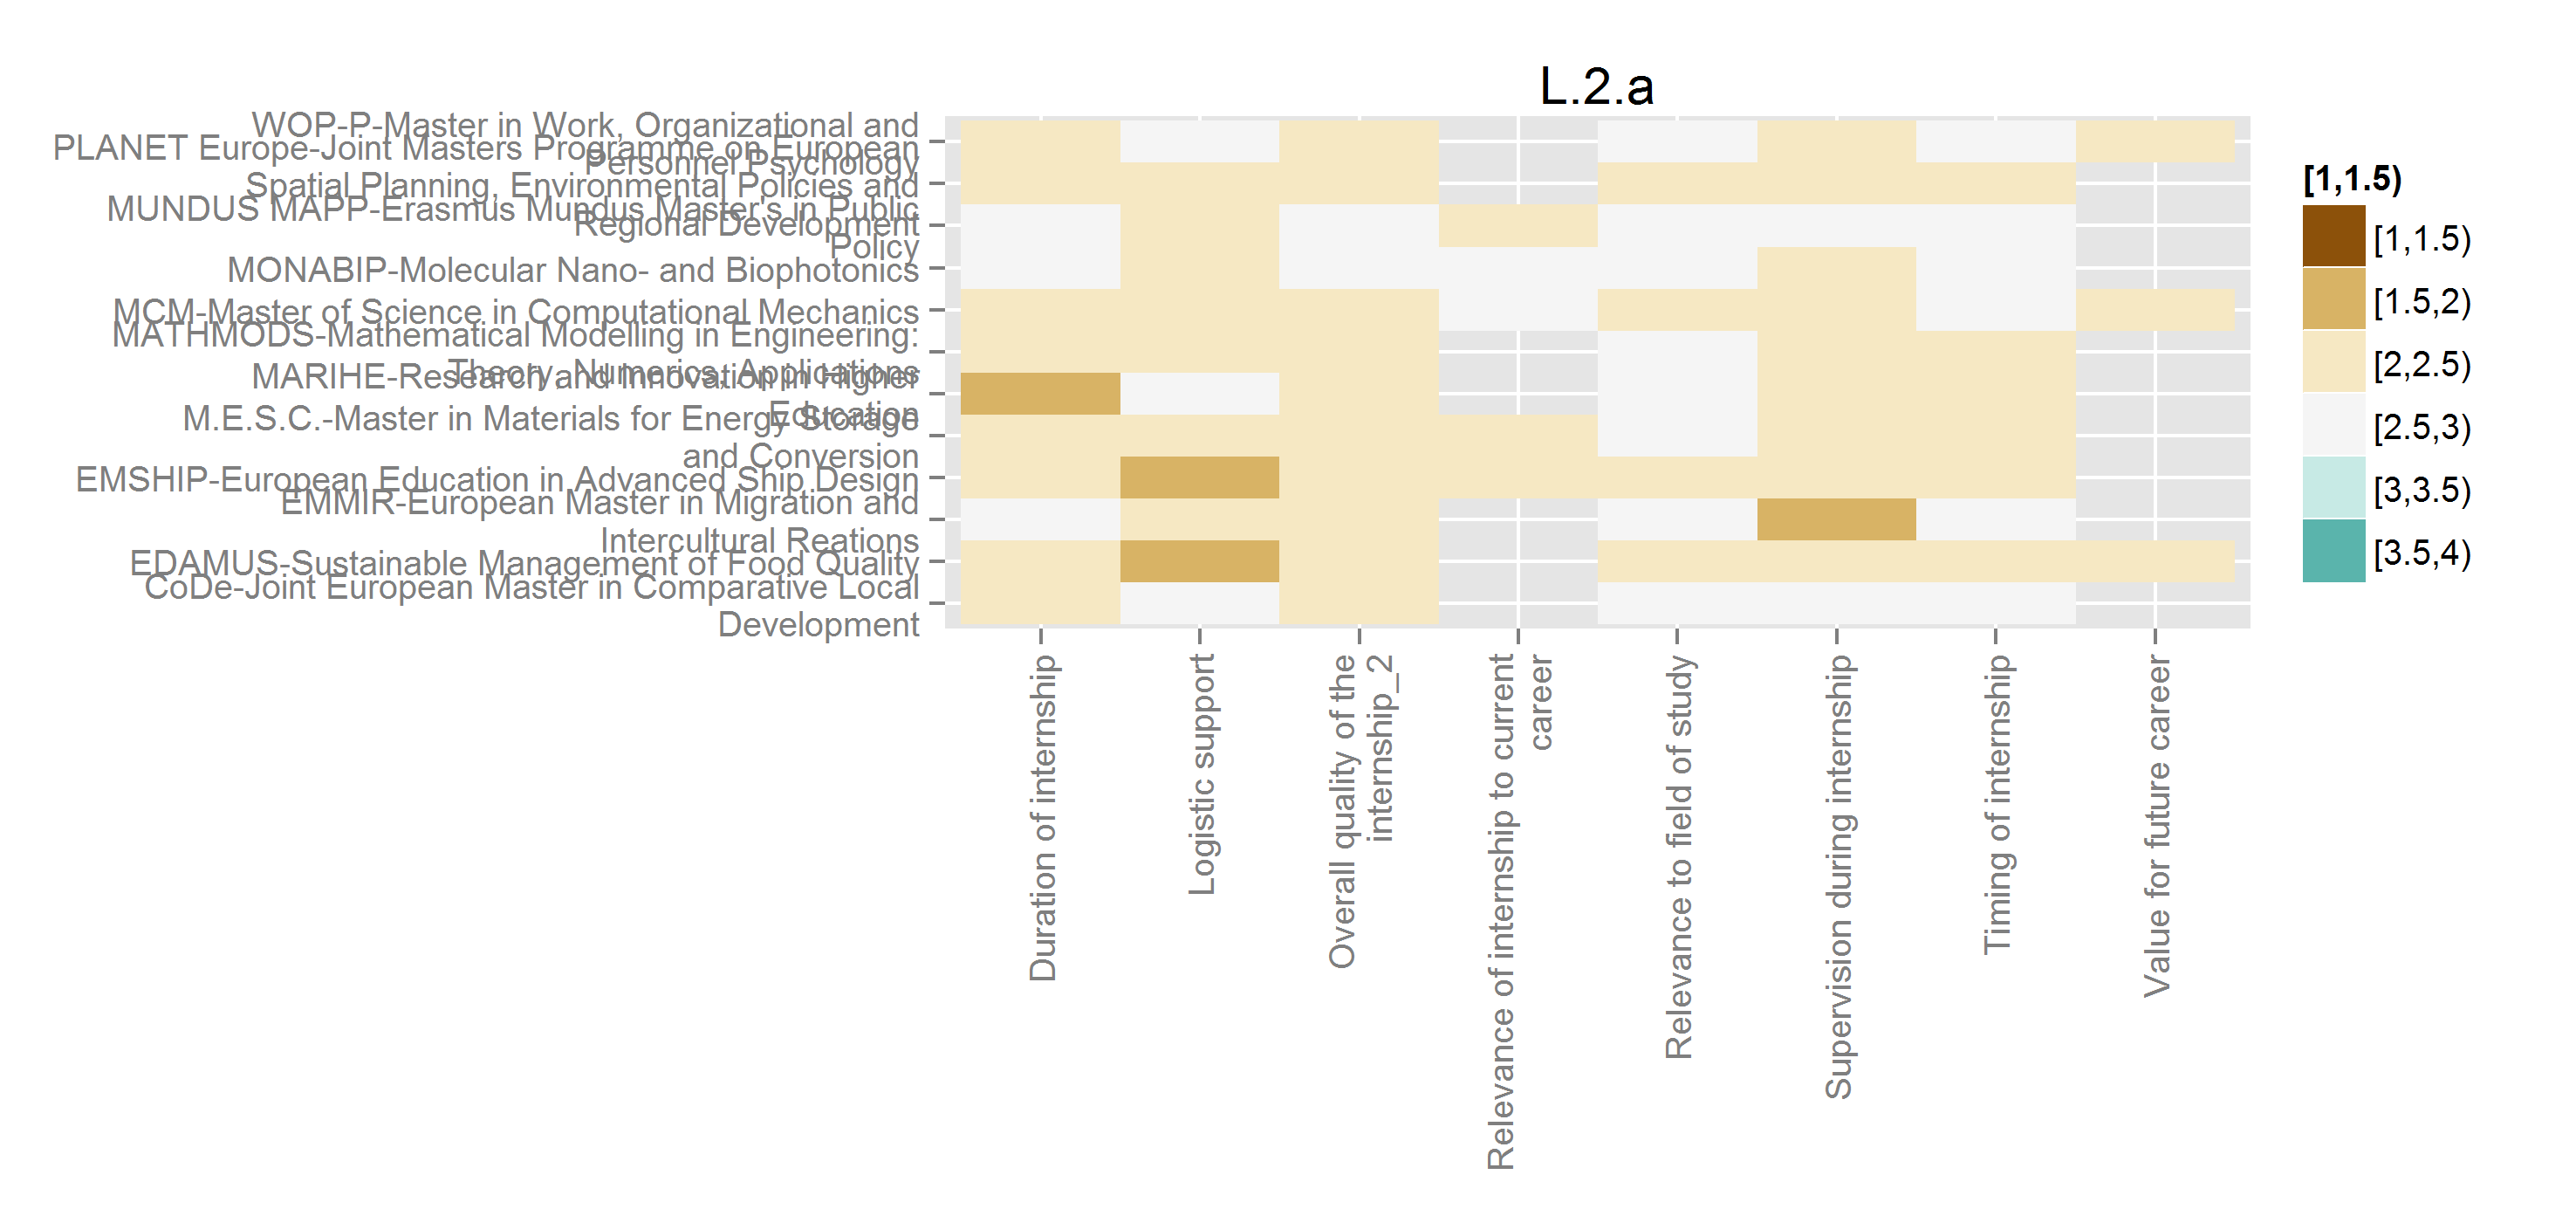 L.2.a
WOP-P-Master in Work, Organizational and
Personnel Psychology
PLANET Europe-Joint Masters Programme on European
Spatial Planning, Environmental Policies and
Regional Development
MUNDUS MAPP-Erasmus Mundus Master's in Public
Policy
MONABIP-Molecular Nano- and Biophotonics
MCM-Master of Science in Computational Mechanics
MATHMODS-Mathematical Modelling in Engineering:
Theory, Numerics, Applications
MARIHE-Research and Innovation in Higher
Education
M.E.S.C.-Master in Materials for Energy Storage
and Conversion
EMSHIP-European Education in Advanced Ship Design
EMMIR-European Master in Migration and
Intercultural Reations
EDAMUS-Sustainable Management of Food Quality
CoDe-Joint European Master in Comparative Local
Development
Duration of internship
Logistic support
Overall quality of the
internship_2
Relevance of internship to current
career
Relevance to field of study
Supervision during internship
Timing of internship
Value for future career
[1,1.5)
[1,1.5)
[1.5,2)
[2,2.5)
[2.5,3)
[3,3.5)
[3.5,4)